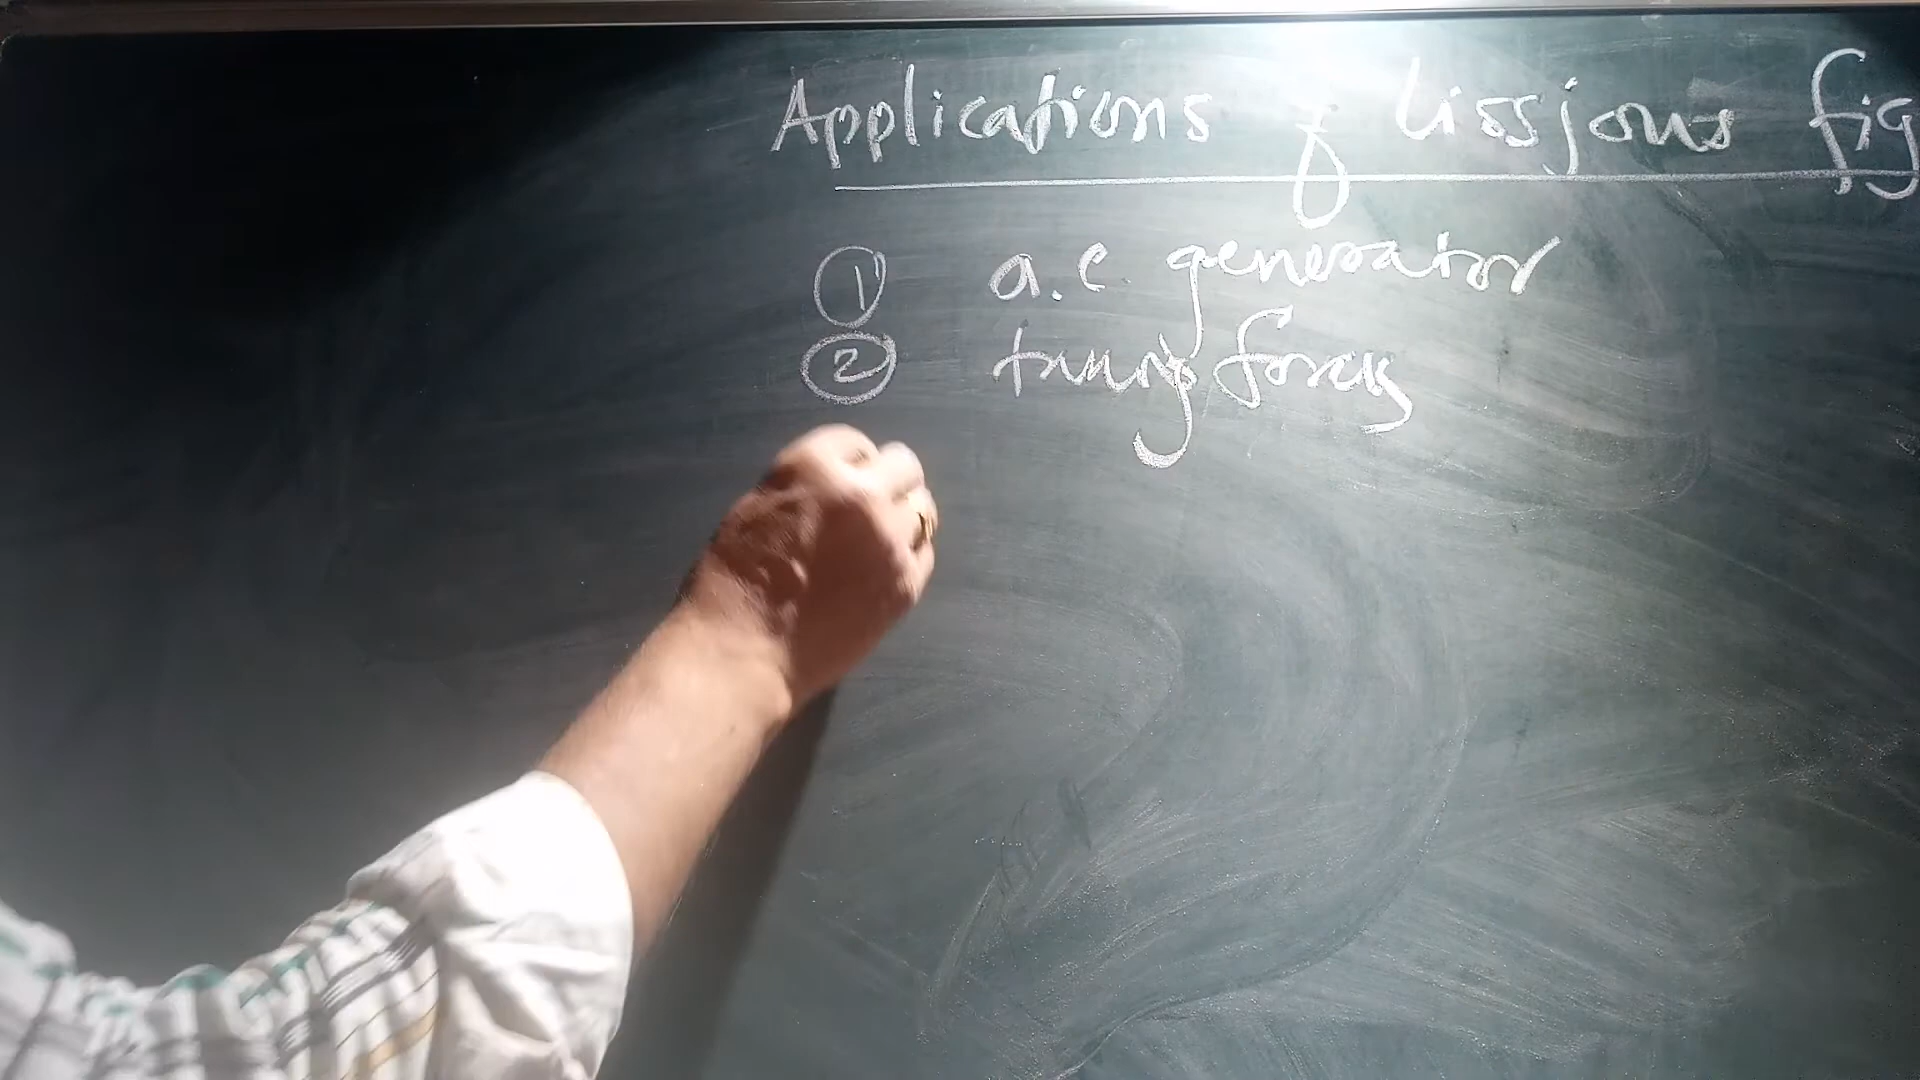 Applications of lissjous fig
① a.c. generator
② tuning forks